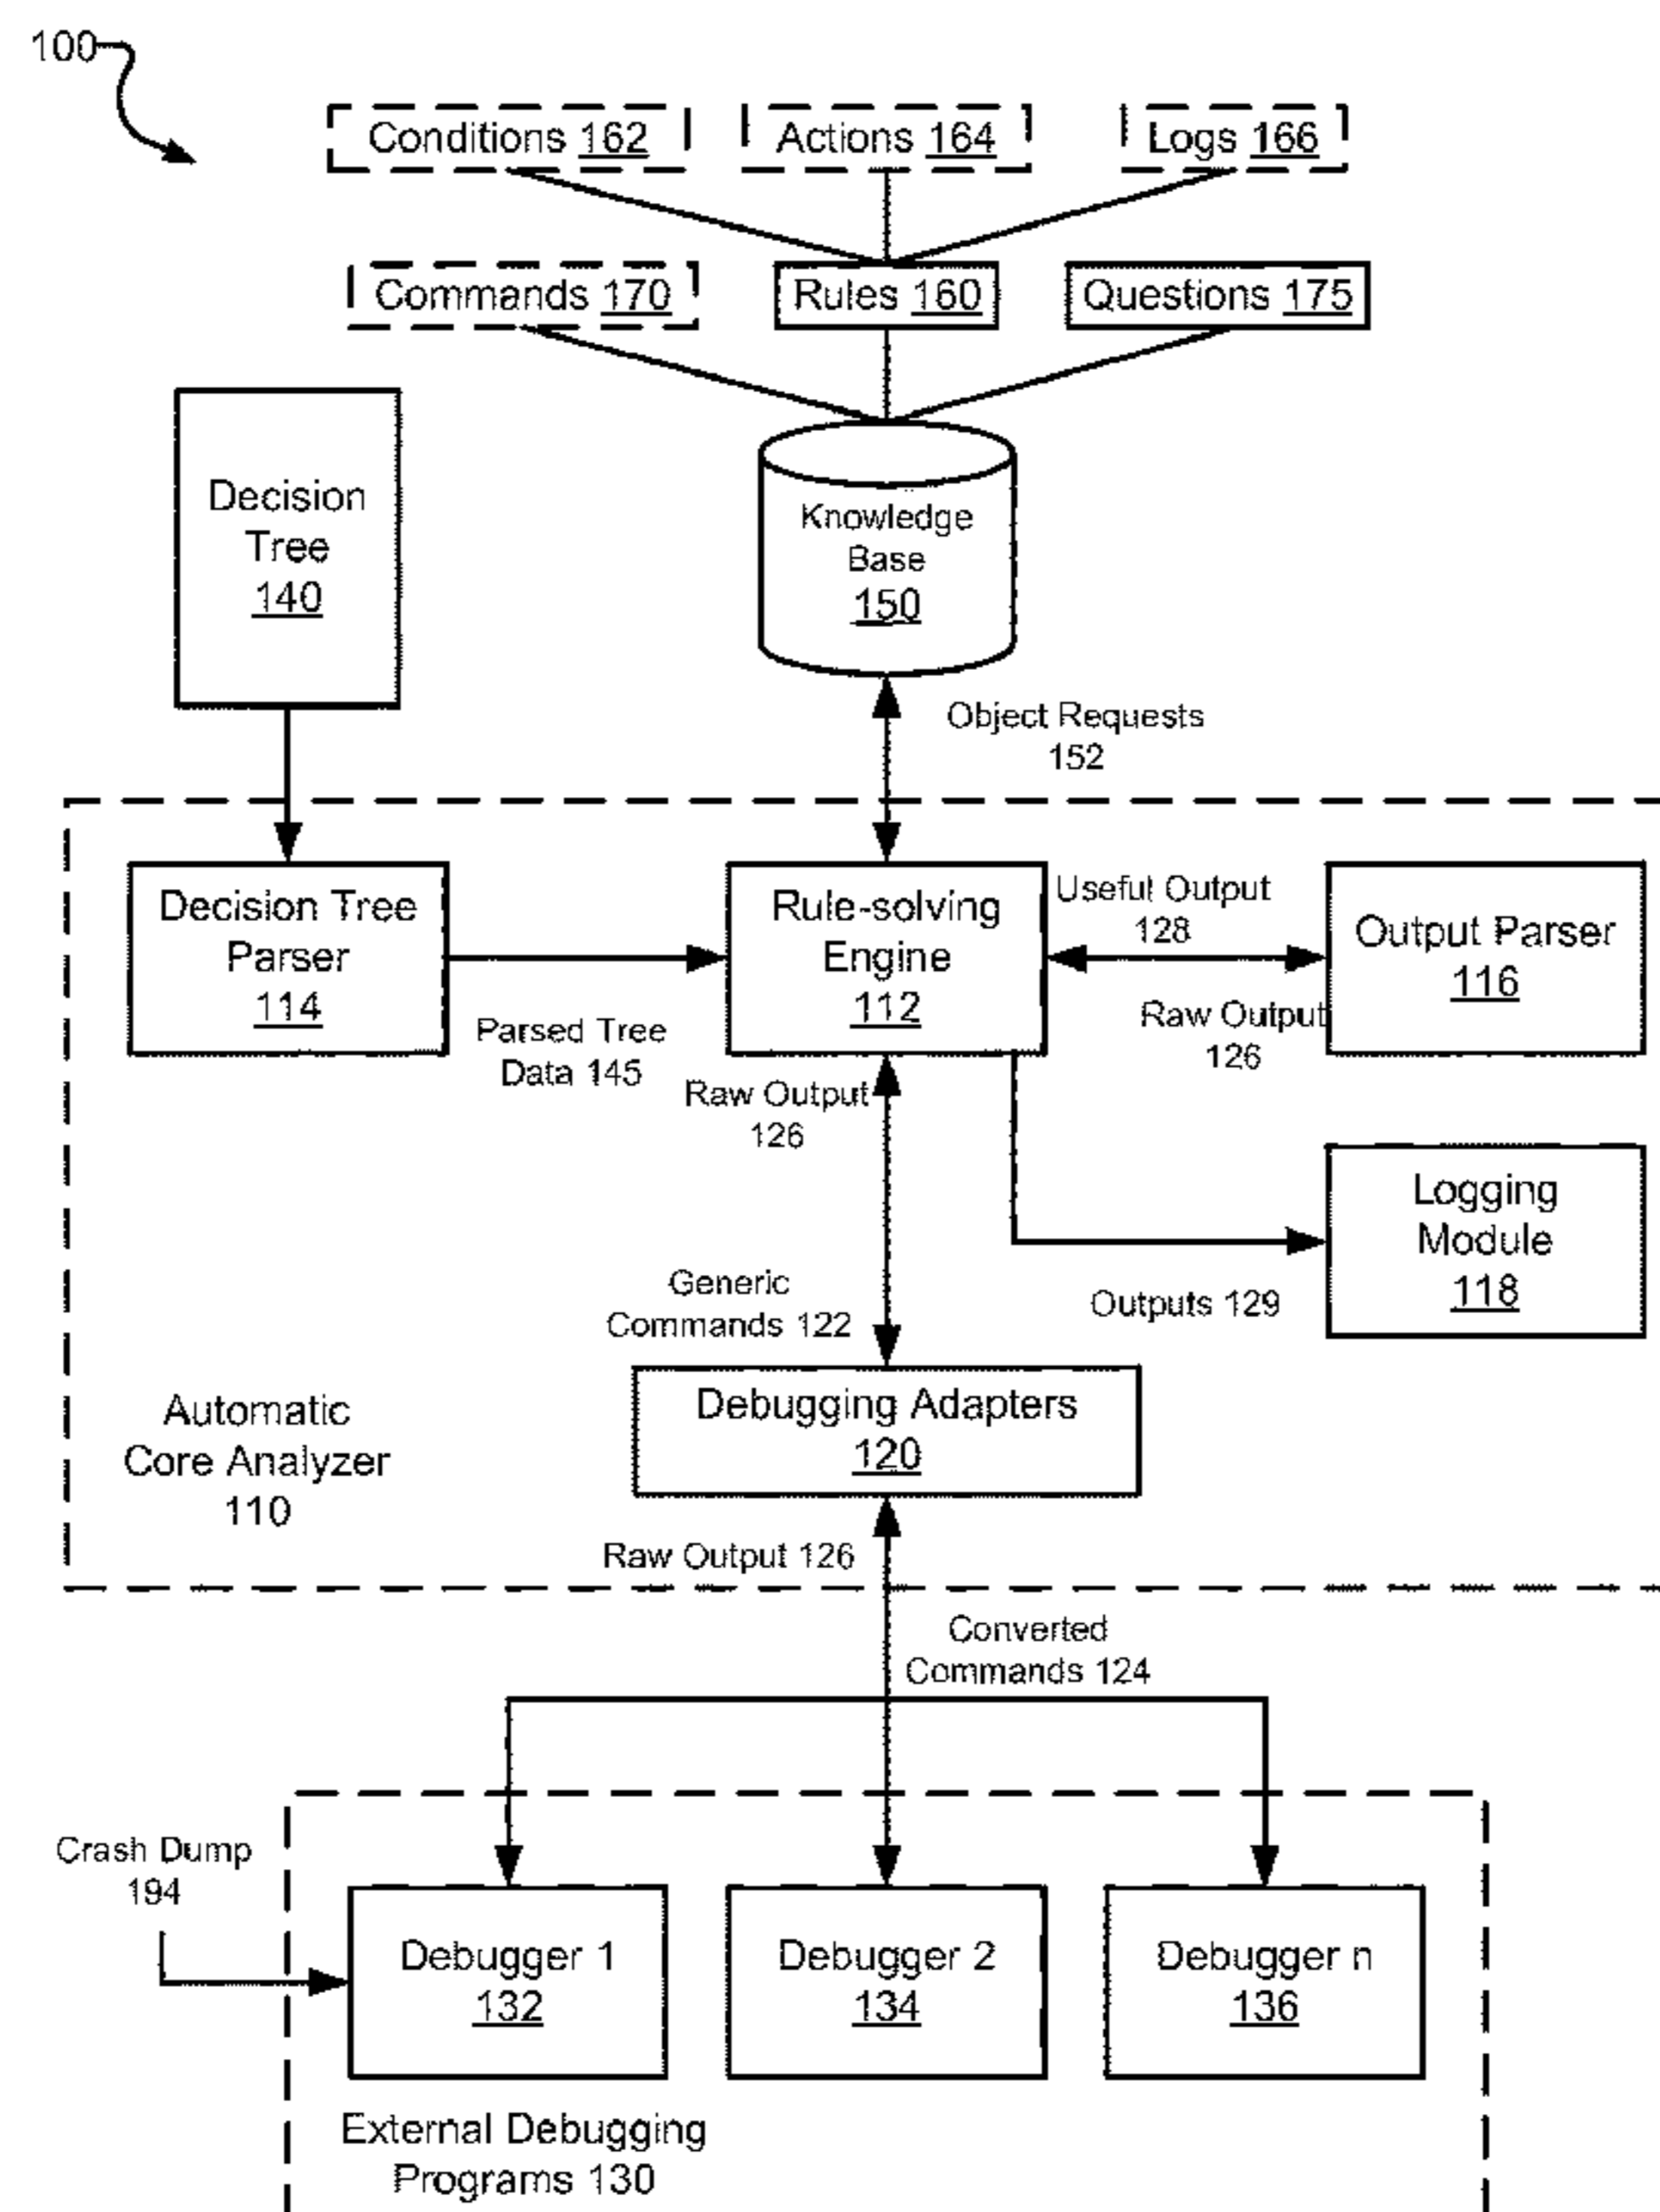 100
Conditions 162
Actions 164
Logs 166
Commands 170
Rules 160
Questions 175
Decision
Tree
140
Knowledge
Base
150
Object Requests
152
Decision Tree
Parser
114
Parsed Tree
Data 145
Rule-solving
Engine
112
Useful Output
128
Raw Output
126
Output Parser
116
Raw Output
126
Generic
Commands 122
Outputs 129
Logging
Module
118
Automatic
Core Analyzer
110
Debugging Adapters
120
Raw Output 126
Converted
Commands 124
Crash Dump
194
Debugger 1
132
Debugger 2
134
Debugger n
136
External Debugging
Programs 130